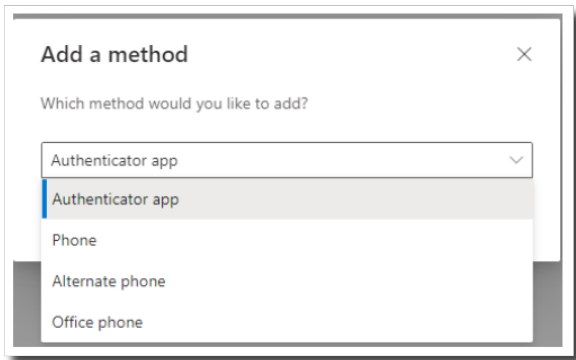 Add a method
Which method would you like to add?
Authenticator app
Authenticator app
Phone
Alternate phone
Office phone